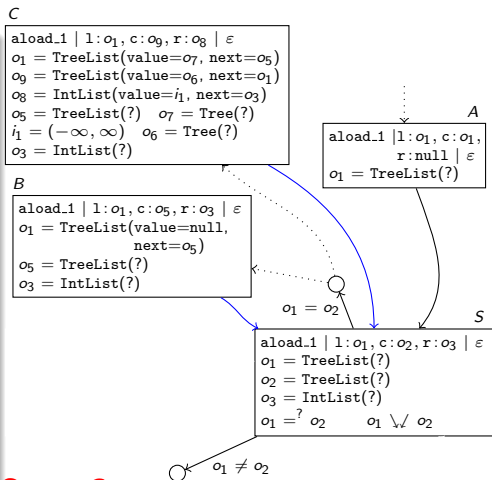 C
aload_1 | l:o₁, c:o₉, r:o₈ | ε
o₁ = TreeList(value=o₇, next=o₅)
o₉ = TreeList(value=o₆, next=o₁)
o₈ = IntList(value=i₁, next=o₃)
o₅ = TreeList(?) o₇ = Tree(?)
i₁ = (−∞, ∞) o₆ = Tree(?)
o₃ = IntList(?)
A
aload_1 |l:o₁, c:o₁,
r:null | ε
o₁ = TreeList(?)
B
aload_1 | l:o₁, c:o₅, r:o₃ | ε
o₁ = TreeList(value=null,
next=o₅)
o₅ = TreeList(?)
o₃ = IntList(?)
o₁ = o₂
S
aload_1 | l:o₁, c:o₂, r:o₃ | ε
o₁ = TreeList(?)
o₂ = TreeList(?)
o₃ = IntList(?)
o₁ =? o₂ o₁ ↘↙ o₂
o₁ ≠ o₂